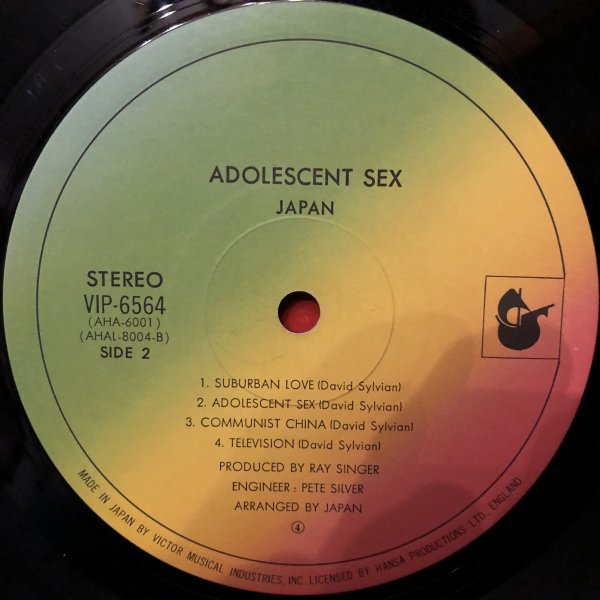 ADOLESCENT SEX
JAPAN
STEREO
VIP-6564
(AHA-6001)
(AHAL-8004-B)
SIDE 2
1. SUBURBAN LOVE (David Sylvian)
2. ADOLESCENT SEX (David Sylvian)
3. COMMUNIST CHINA (David Sylvian)
4. TELEVISION (David Sylvian)
PRODUCED BY RAY SINGER
ENGINEER: PETE SILVER
ARRANGED BY JAPAN
④
MADE IN JAPAN BY VICTOR MUSICAL INDUSTRIES, INC. LICENSED BY HANSA PRODUCTIONS LTD., ENGLAND